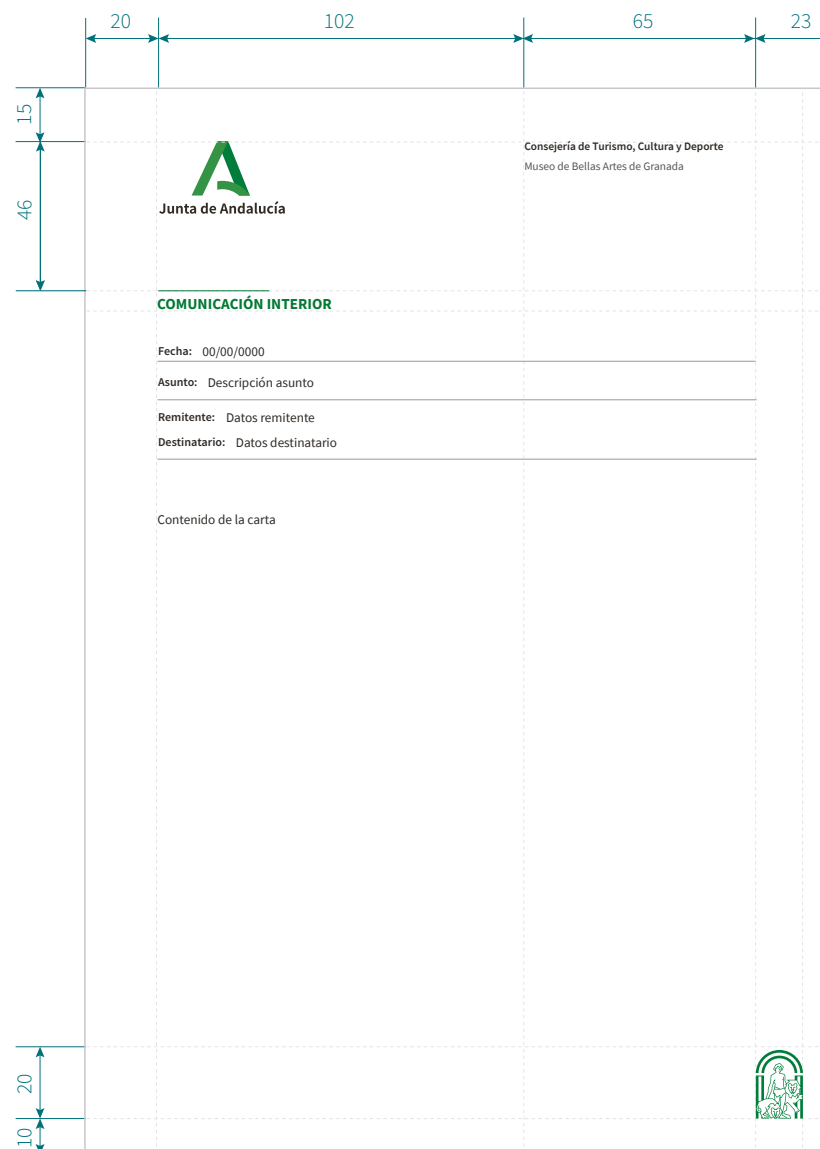 20 102 65 23
15
46
Consejería de Turismo, Cultura y Deporte
Museo de Bellas Artes de Granada
Junta de Andalucía
COMUNICACIÓN INTERIOR
Fecha: 00/00/0000
Asunto: Descripción asunto
Remitente: Datos remitente
Destinatario: Datos destinatario
Contenido de la carta
20
10